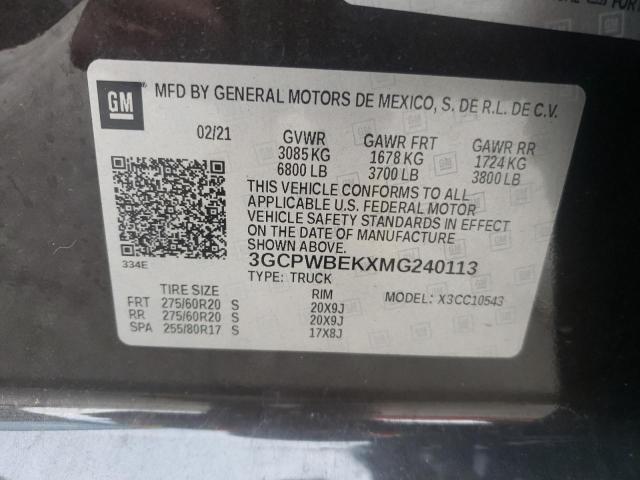 GM
MFD BY GENERAL MOTORS DE MEXICO, S. DE R.L. DE C.V.
02/21 GVWR GAWR FRT GAWR RR
3085 KG 1678 KG 1724 KG
6800 LB 3700 LB 3800 LB
THIS VEHICLE CONFORMS TO ALL
APPLICABLE U.S. FEDERAL MOTOR
VEHICLE SAFETY STANDARDS IN EFFECT
ON THE DATE OF MANUFACTURE
SHOWN ABOVE.
334E 3GCPWBEKXMG240113
TYPE: TRUCK
TIRE SIZE RIM MODEL: X3CC10543
FRT 275/60R20 S 20X9J
RR 275/60R20 S 20X9J
SPA 255/80R17 S 17X8J